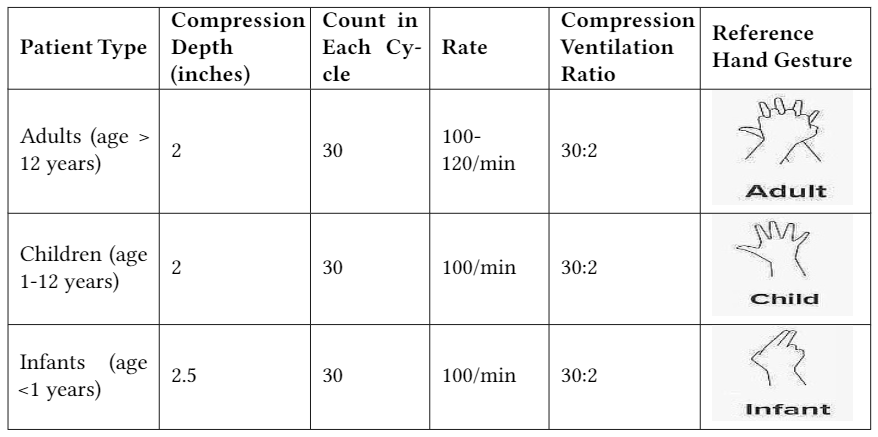 Patient Type
Compression
Depth
(inches)
Count in
Each Cy-
cle
Rate
Compression
Ventilation
Ratio
Reference
Hand Gesture
Adults (age >
12 years)
2
30
100-
120/min
30:2
Adult
Children (age
1-12 years)
2
30
100/min
30:2
Child
Infants (age
<1 years)
2.5
30
100/min
30:2
Infant